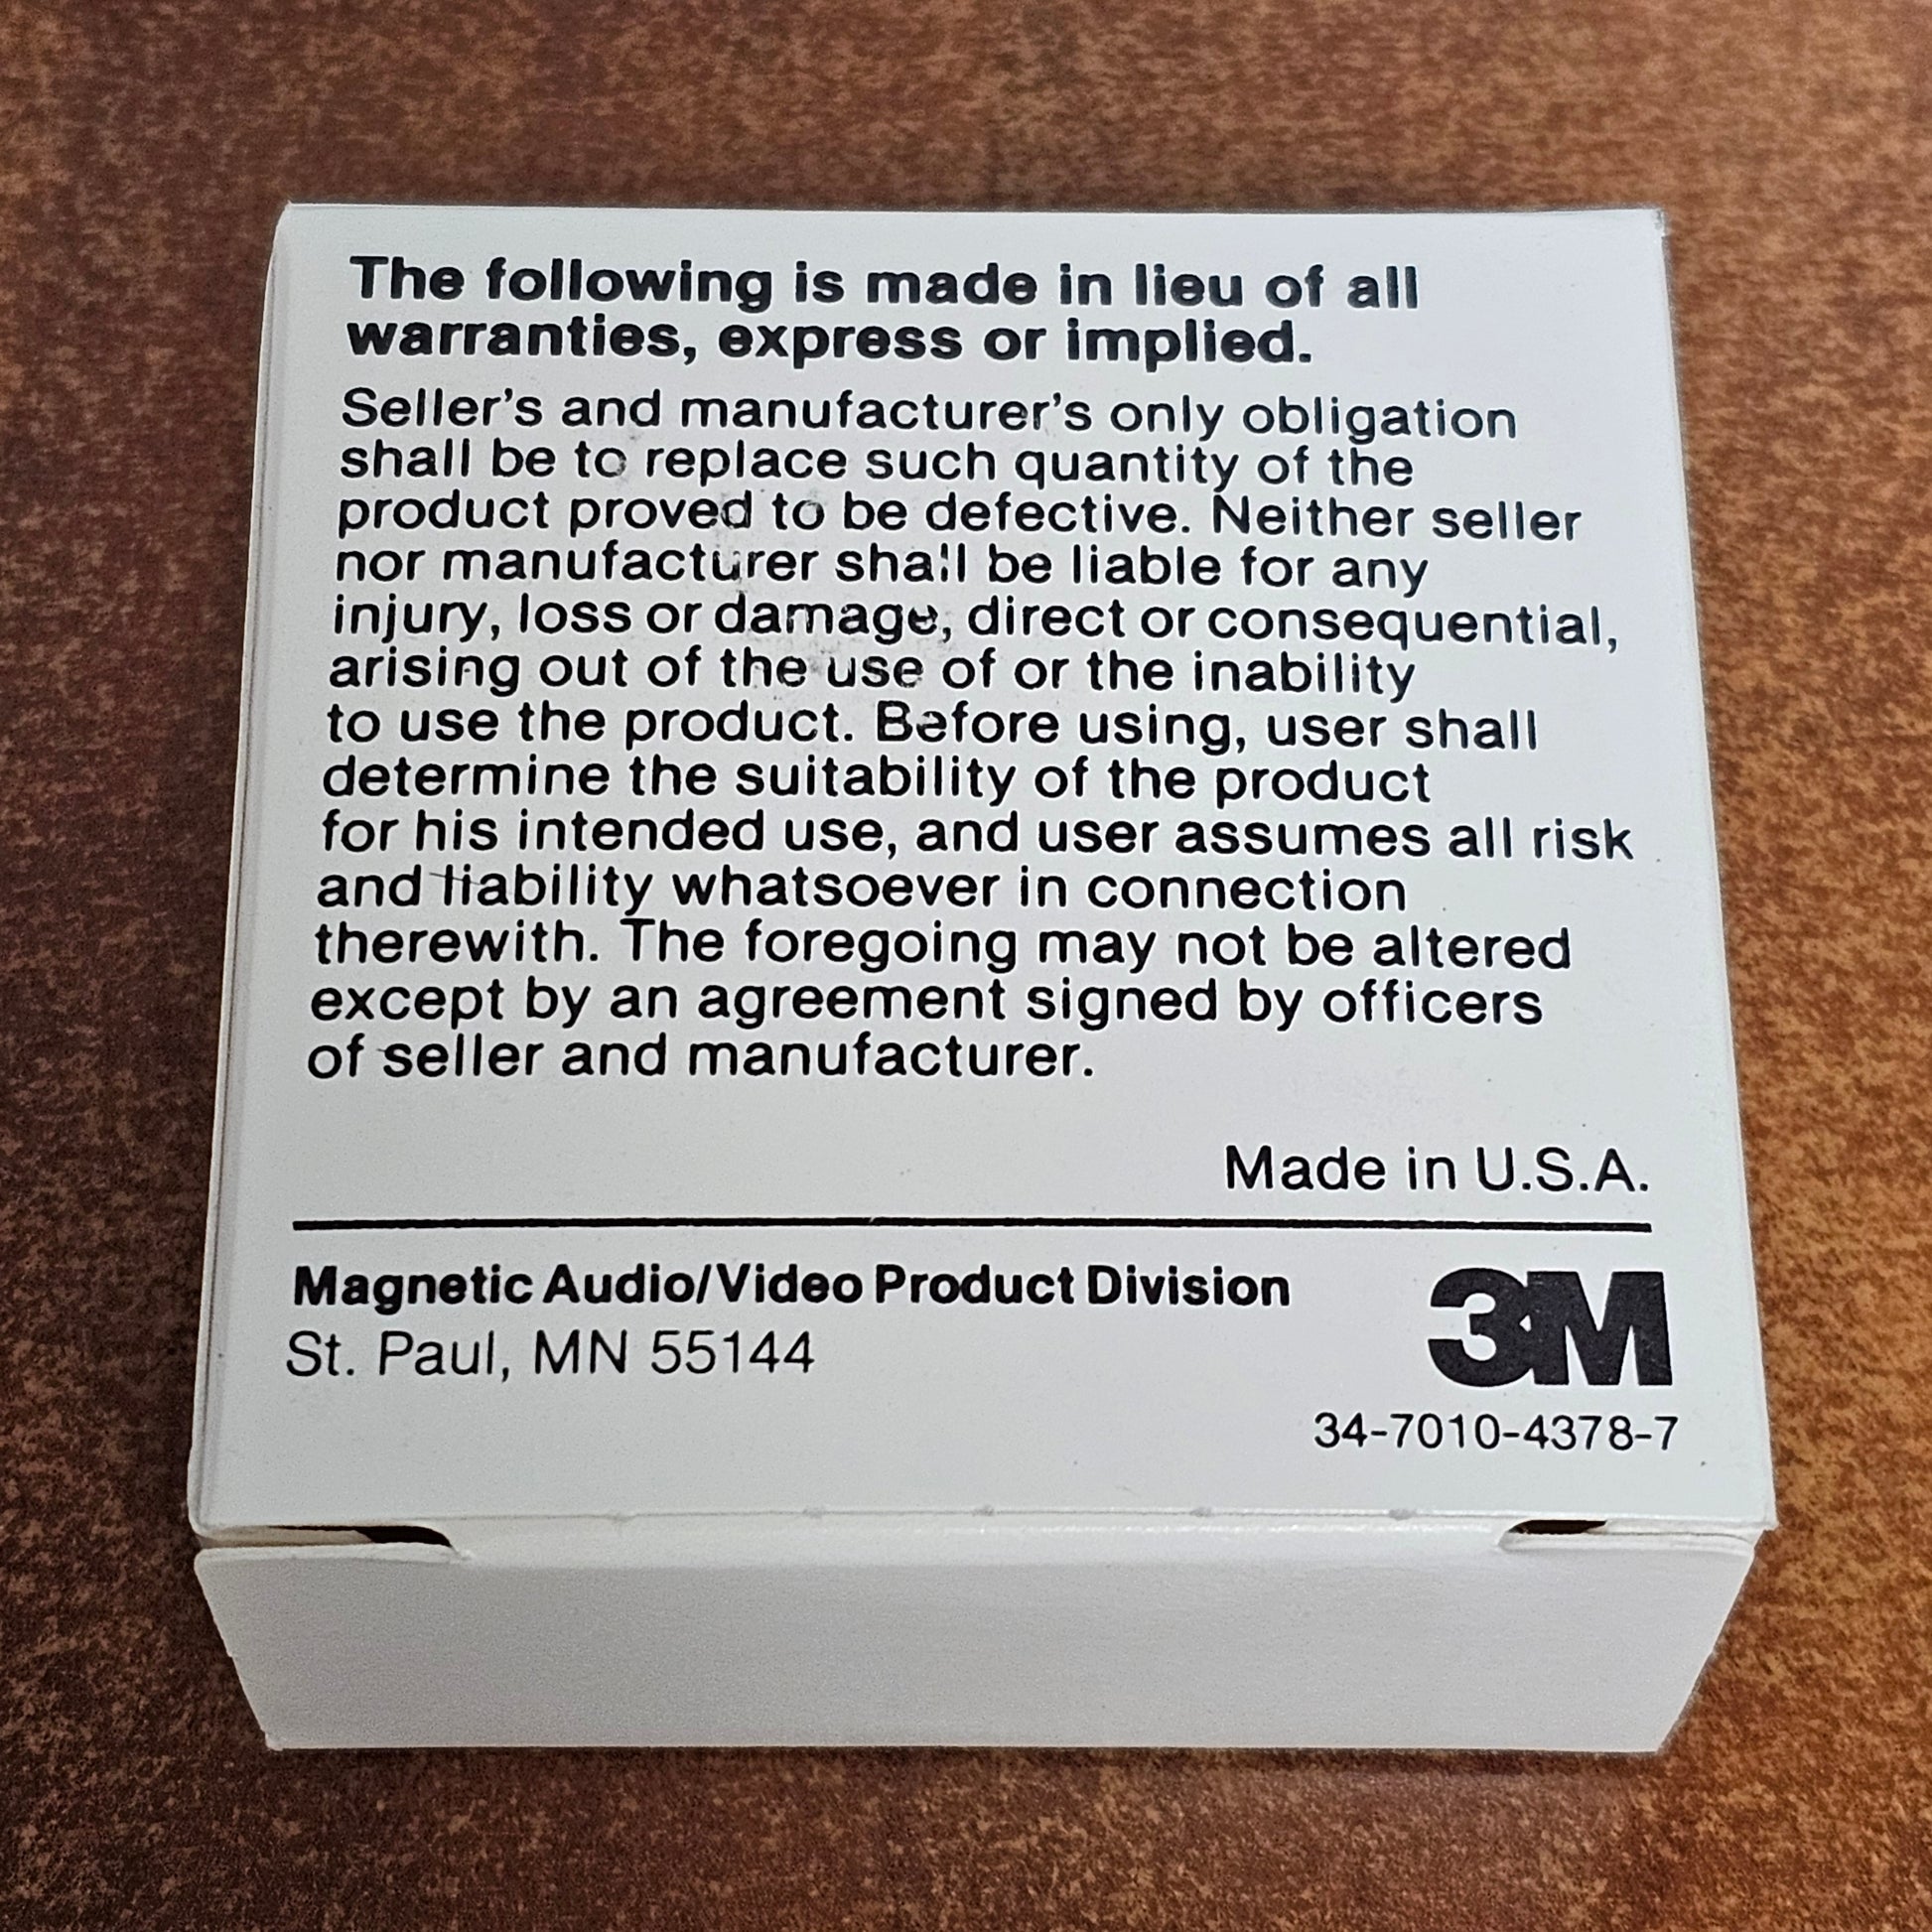 The following is made in lieu of all
warranties, express or implied.
Seller's and manufacturer's only obligation
shall be to replace such quantity of the
product proved to be defective. Neither seller
nor manufacturer shall be liable for any
injury, loss or damage, direct or consequential,
arising out of the use of or the inability
to use the product. Before using, user shall
determine the suitability of the product
for his intended use, and user assumes all risk
and liability whatsoever in connection
therewith. The foregoing may not be altered
except by an agreement signed by officers
of seller and manufacturer.
Made in U.S.A.
Magnetic Audio/Video Product Division
St. Paul, MN 55144
3M
34-7010-4378-7